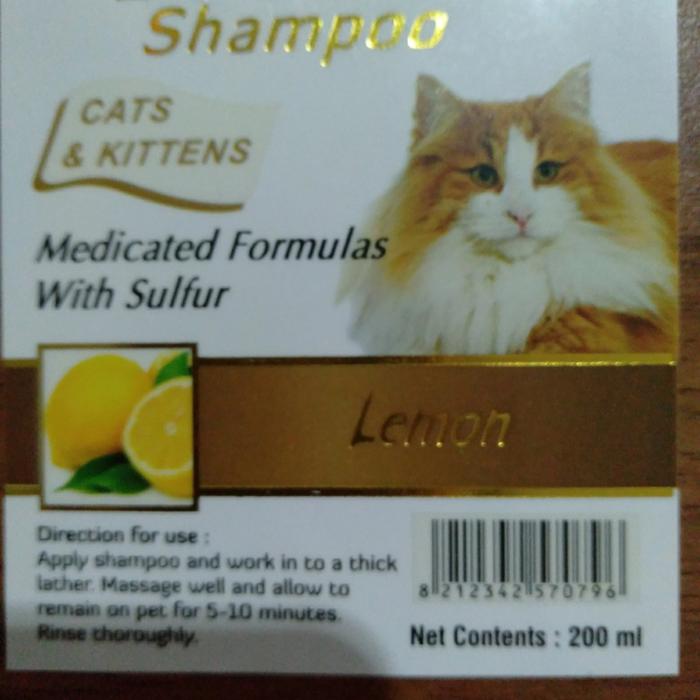 Shampoo
CATS
& KITTENS
Medicated Formulas
With Sulfur
Lemon
Direction for use :
Apply shampoo and work in to a thick
lather. Massage well and allow to
remain on pet for 5-10 minutes.
Rinse thoroughly.
8 212342 570796
Net Contents : 200 ml